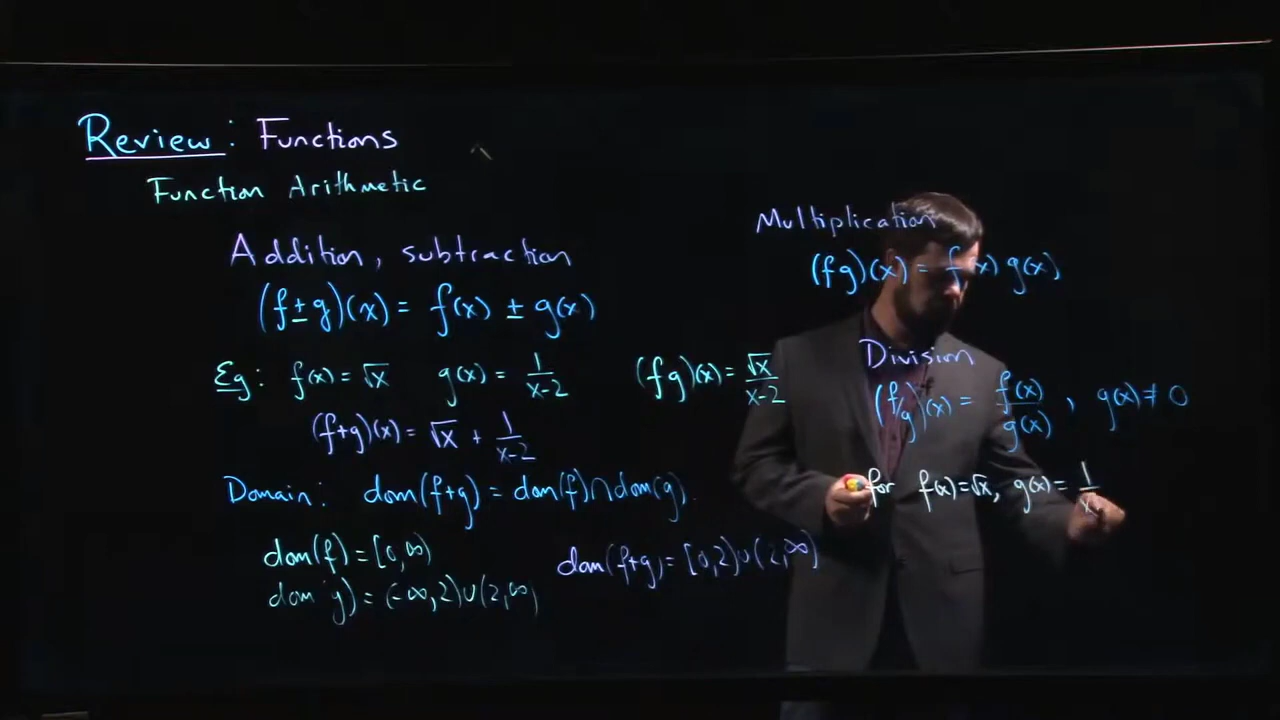 Review: Functions
Function Arithmetic
Addition, subtraction
(f±g)(x) = f(x) ± g(x)
Eg: f(x) = √x g(x) = 1/(x-2)
(f+g)(x) = √x + 1/(x-2)
Domain: dom(f+g) = dom(f)∩dom(g).
dom(f) = [0,∞)
dom g) = (-∞,2)∪(2,∞)
dom(f+g) = [0,2)∪(2,∞)
(fg)(x) = √x/(x-2)
Multiplication
(fg)(x) = f(x) g(x)
Division
(f/g)(x) = f(x)/g(x), g(x) ≠ 0
for f(x)=√x, g(x) = 1/x